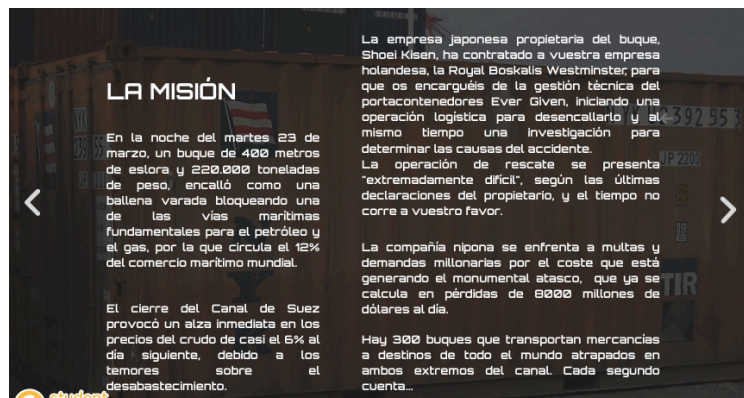 LA MISIÓN
En la noche del martes 23 de
marzo, un buque de 400 metros
de eslora y 220.000 toneladas
de peso, encalló como una
ballena varada bloqueando una
de las vías marítimas
fundamentales para el petróleo y
el gas, por la que circula el 12%
del comercio marítimo mundial.
El cierre del Canal de Suez
provocó un alza inmediata en los
precios del crudo de casi el 6% al
día siguiente, debido a los
temores sobre el
desabastecimiento.
La empresa japonesa propietaria del buque,
Shoei Kisen, ha contratado a vuestra empresa
holandesa, la Royal Boskalis Westminster, para
que os encarguéis de la gestión técnica del
portacontenedores Ever Given, iniciando una
operación logística para desencallarlo y al
mismo tiempo una investigación para
determinar las causas del accidente.
La operación de rescate se presenta
"extremadamente difícil", según las últimas
declaraciones del propietario, y el tiempo no
corre a vuestro favor.
La compañía nipona se enfrenta a multas y
demandas millonarias por el coste que está
generando el monumental atasco, que ya se
calcula en pérdidas de 8000 millones de
dólares al día.
Hay 300 buques que transportan mercancías
a destinos de todo el mundo atrapados en
ambos extremos del canal. Cada segundo
cuenta...
392 55 3
JP 2200
TIR
student